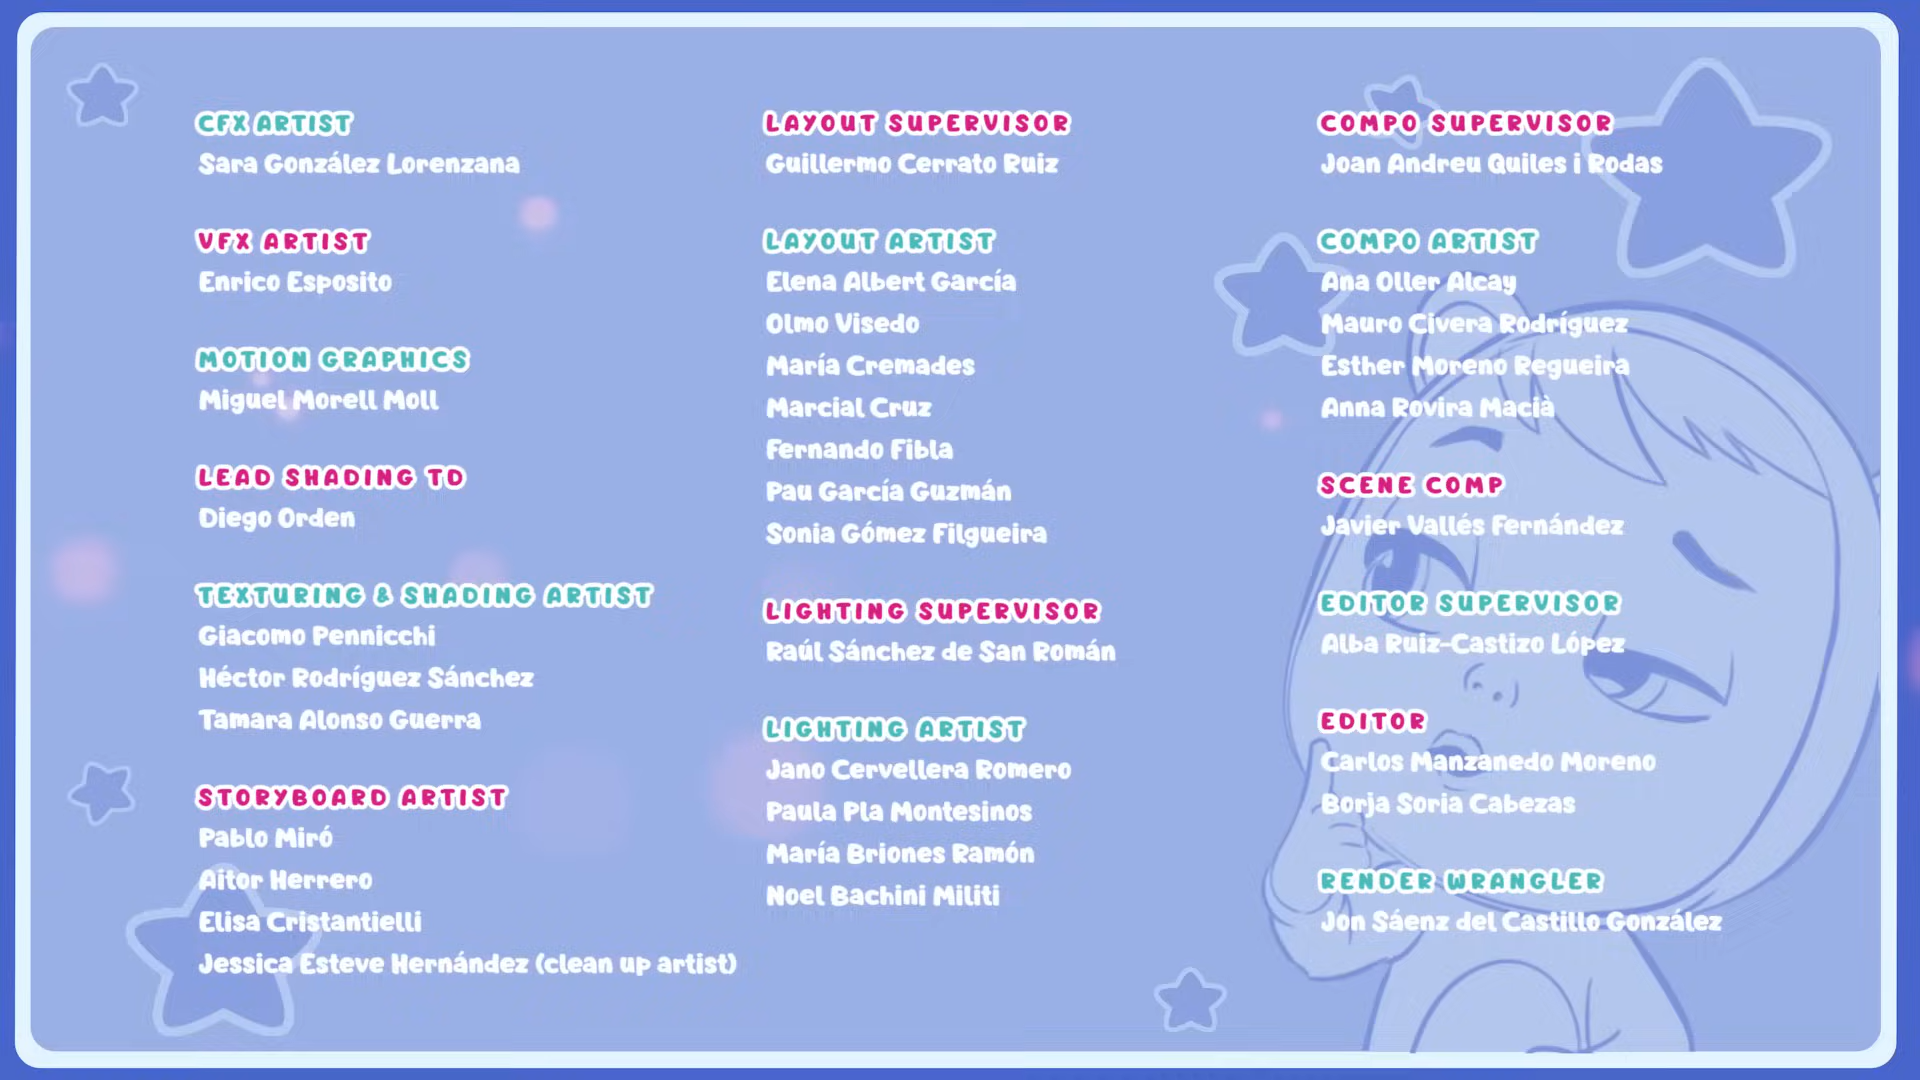 CFX ARTIST
Sara González Lorenzana
VFX ARTIST
Enrico Esposito
MOTION GRAPHICS
Miguel Morell Moll
LEAD SHADING TD
Diego Orden
TEXTURING & SHADING ARTIST
Giacomo Pennicchi
Héctor Rodríguez Sánchez
Tamara Alonso Guerra
STORYBOARD ARTIST
Pablo Miró
Aitor Herrero
Elisa Cristantielli
Jessica Esteve Hernández (clean up artist)
LAYOUT SUPERVISOR
Guillermo Cerrato Ruiz
LAYOUT ARTIST
Elena Albert García
Olmo Visedo
María Cremades
Marcial Cruz
Fernando Fibla
Pau García Guzmán
Sonia Gómez Filgueira
LIGHTING SUPERVISOR
Raúl Sánchez de San Román
LIGHTING ARTIST
Jano Cervellera Romero
Paula Pla Montesinos
María Briones Ramón
Noel Bachini Militi
COMPO SUPERVISOR
Joan Andreu Quiles i Rodas
COMPO ARTIST
Ana Oller Alcay
Mauro Civera Rodríguez
Esther Moreno Regueira
Anna Rovira Macià
SCENE COMP
Javier Vallés Fernández
EDITOR SUPERVISOR
Alba Ruiz-Castizo López
EDITOR
Carlos Manzanedo Moreno
Borja Soria Cabezas
RENDER WRANGLER
Jon Sáenz del Castillo González